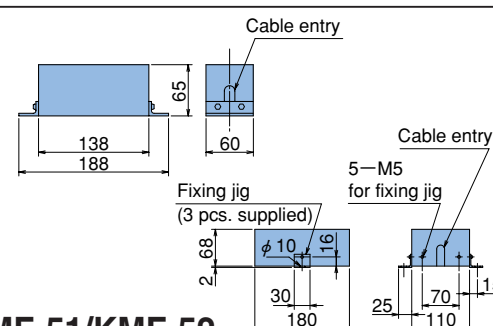 Cable entry
65
138
188
60
Cable entry
5−M5
for fixing jig
Fixing jig
(3 pcs. supplied)
68
φ 10
16
2
30
180
25
70
110